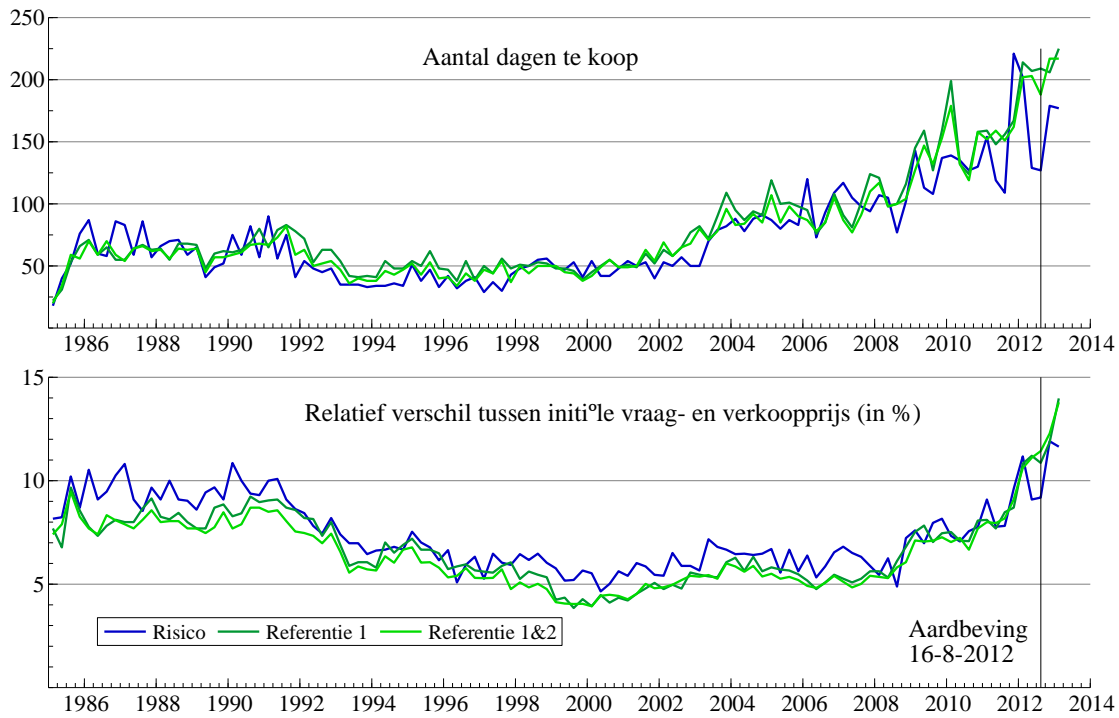 250
Aantal dagen te koop
200
150
100
50
1986 1988 1990 1992 1994 1996 1998 2000 2002 2004 2006 2008 2010 2012 2014
15
Relatief verschil tussen initiºle vraag- en verkoopprijs (in %)
10
5
Risico Referentie 1 Referentie 1&2
Aardbeving
16-8-2012
1986 1988 1990 1992 1994 1996 1998 2000 2002 2004 2006 2008 2010 2012 2014